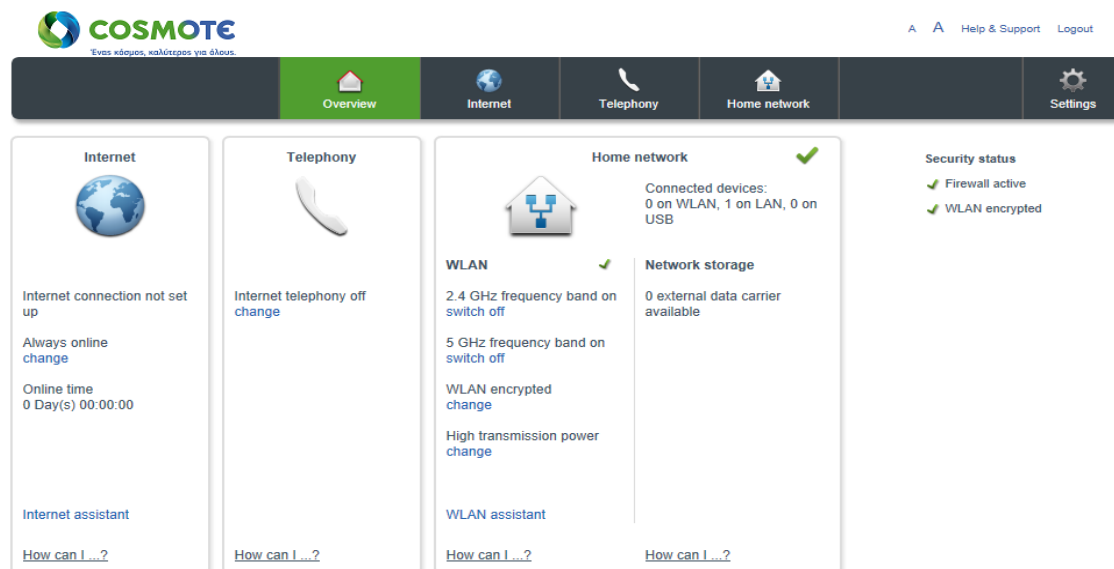 COSMOTE
Ένας κόσμος, καλύτερος για όλους.
A A Help & Support Logout
Overview
Internet
Telephony
Home network
Settings
Internet
Internet connection not set
up
Always online
change
Online time
0 Day(s) 00:00:00
Internet assistant
How can I ...?
Telephony
Internet telephony off
change
How can I ...?
Home network
Connected devices:
0 on WLAN, 1 on LAN, 0 on
USB
WLAN
2.4 GHz frequency band on
switch off
5 GHz frequency band on
switch off
WLAN encrypted
change
High transmission power
change
WLAN assistant
How can I ...?
Network storage
0 external data carrier
available
How can I ...?
Security status
Firewall active
WLAN encrypted